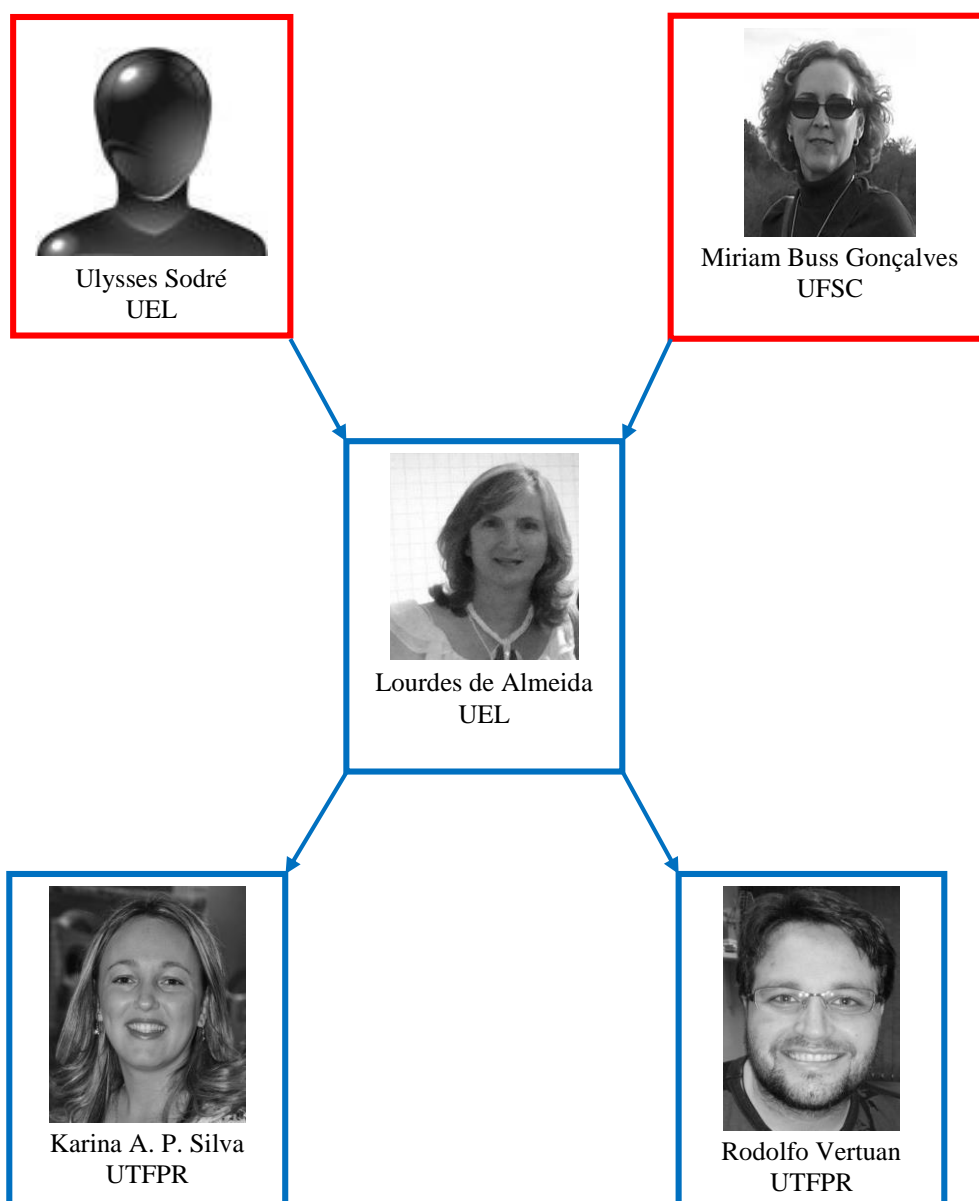 Ulysses Sodré
UEL
Miriam Buss Gonçalves
UFSC
Lourdes de Almeida
UEL
Karina A. P. Silva
UTFPR
Rodolfo Vertuan
UTFPR